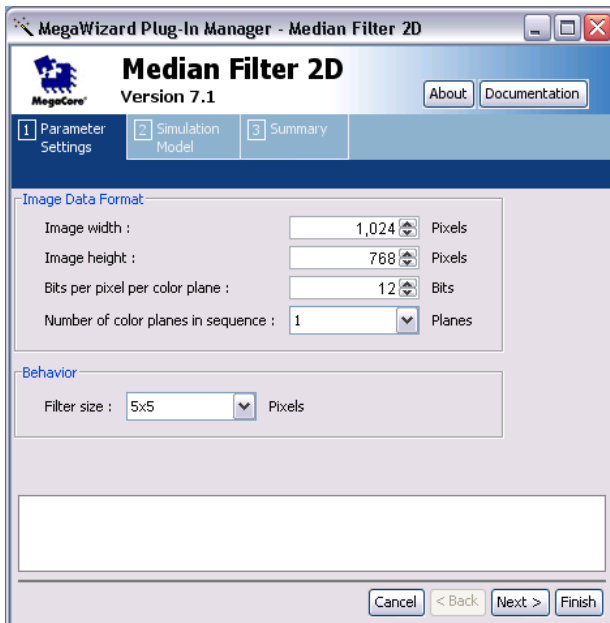 MegaWizard Plug-In Manager - Median Filter 2D
MegaCore®
Median Filter 2D
Version 7.1
About
Documentation
1 Parameter Settings
2 Simulation Model
3 Summary
Image Data Format
Image width : 1,024 Pixels
Image height : 768 Pixels
Bits per pixel per color plane : 12 Bits
Number of color planes in sequence : 1 Planes
Behavior
Filter size : 5x5 Pixels
Cancel < Back Next > Finish